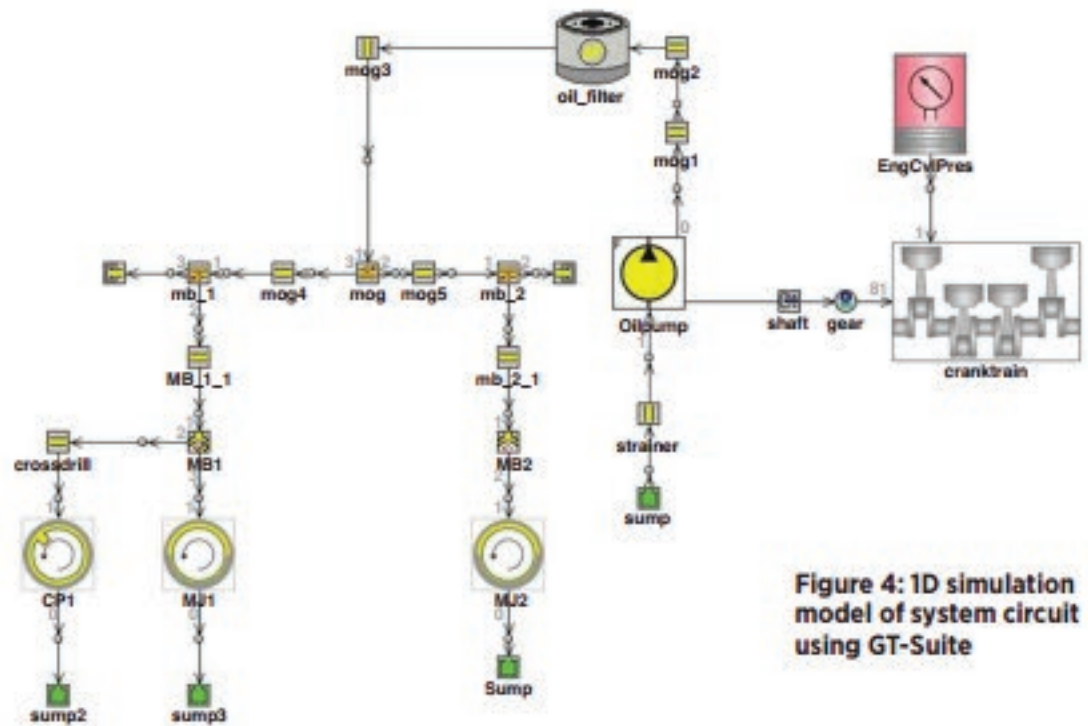 mog3
oil_filter
mog2
mog1
EngCylPres
1
0
1
3 1
3 2
1 2
mb_1
mog4
mog
mog5
mb_2
Oilpump
shaft
gear
81
cranktrain
2
1
MB_1_1
mb_2_1
strainer
crossdrill
2
1
MB1
1
MB2
sump
1
3
1
2
1
CP1
MJ1
MJ2
0
0
0
sump2
sump3
Sump
Figure 4: 1D simulation
model of system circuit
using GT-Suite